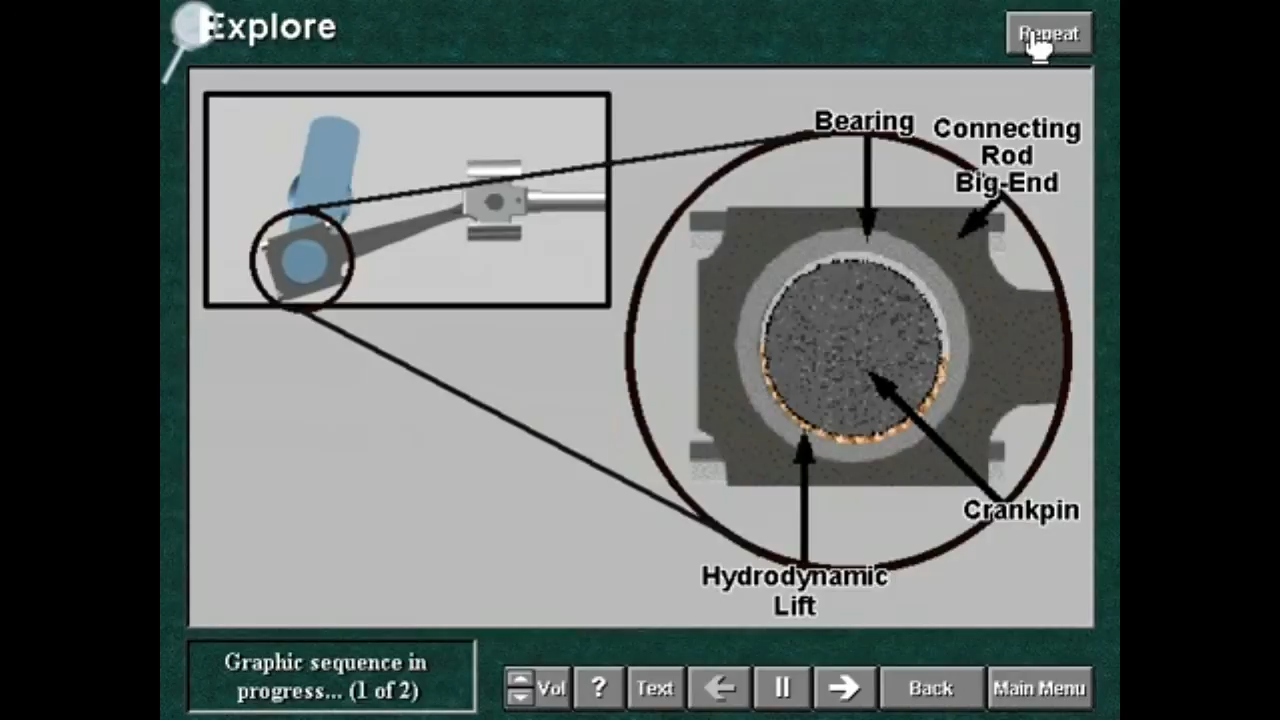 Explore
Repeat
Bearing
Connecting
Rod
Big-End
Crankpin
Hydrodynamic
Lift
Graphic sequence in
progress... (1 of 2)
Vol
?
Text
Back
Main Menu